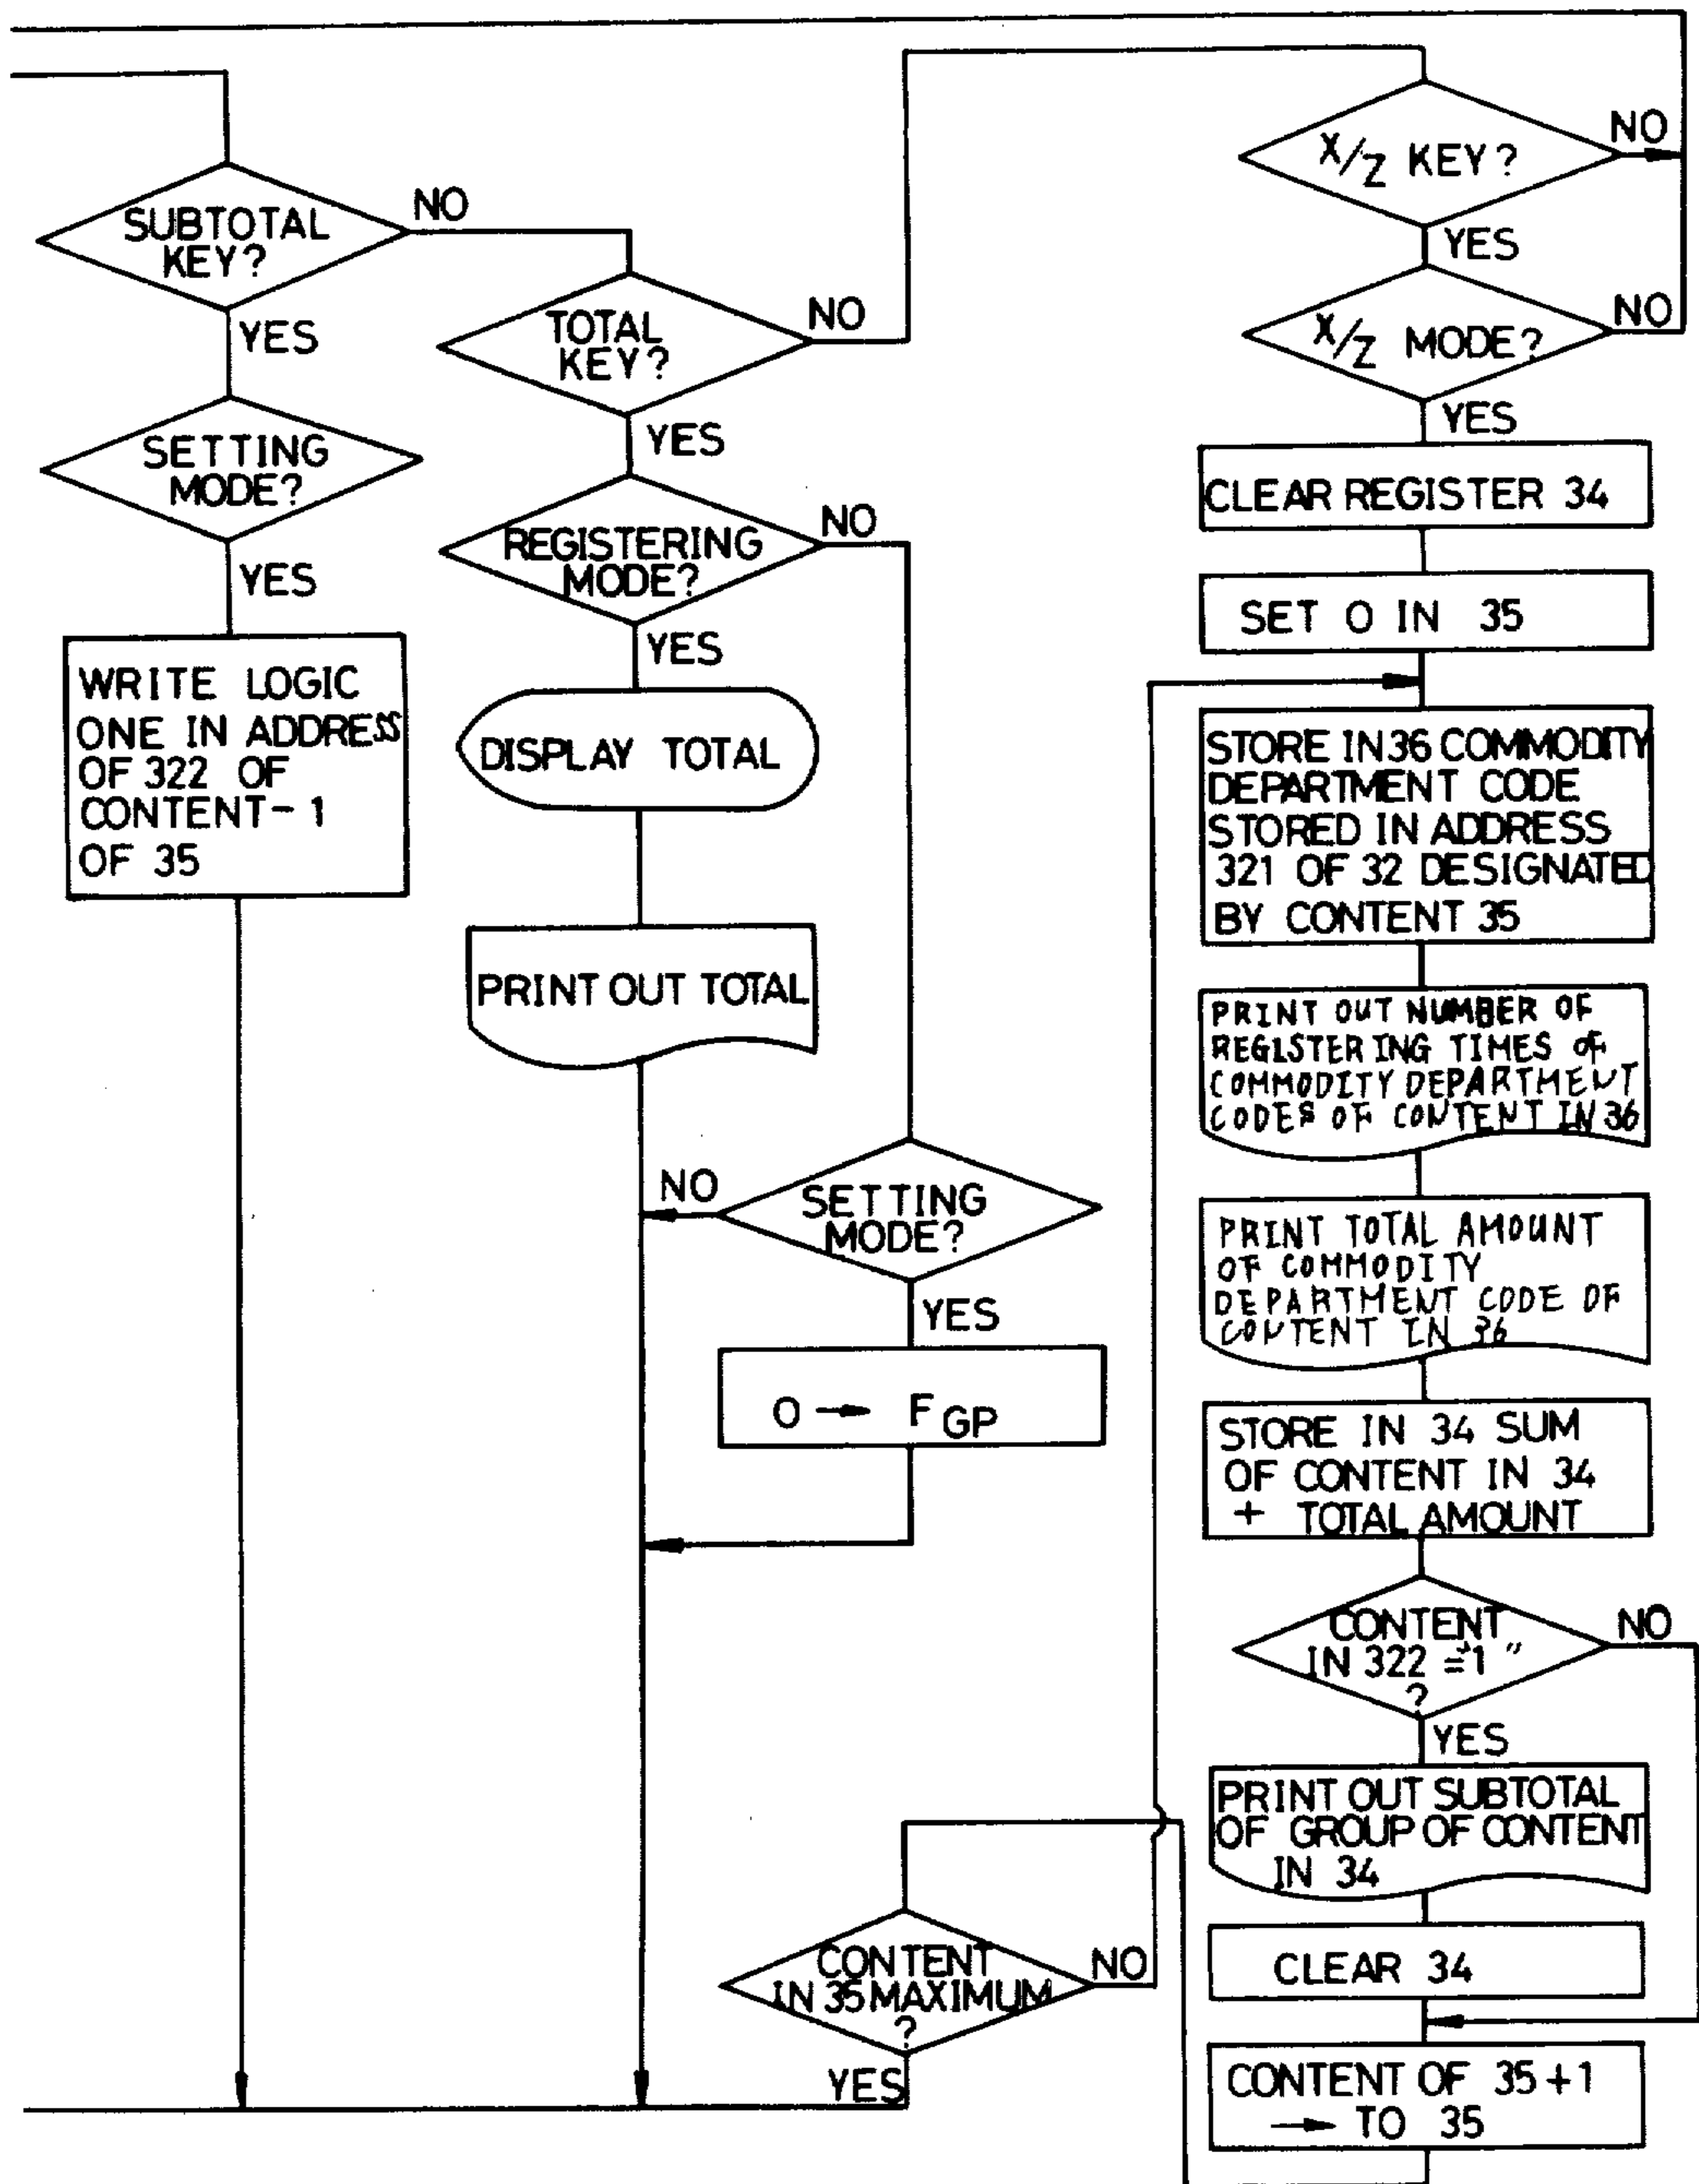 SUBTOTAL
KEY?
NO
YES
SETTING
MODE?
YES
WRITE LOGIC
ONE IN ADDRESS
OF 322 OF
CONTENT-1
OF 35
TOTAL
KEY?
NO
YES
REGISTERING
MODE?
NO
YES
DISPLAY TOTAL
PRINT OUT TOTAL
SETTING
MODE?
NO
YES
O → F GP
X/Z KEY?
NO
YES
X/Z MODE?
NO
YES
CLEAR REGISTER 34
SET O IN 35
STORE IN 36 COMMODITY
DEPARTMENT CODE
STORED IN ADDRESS
321 OF 32 DESIGNATED
BY CONTENT 35
PRINT OUT NUMBER OF
REGISTERING TIMES OF
COMMODITY DEPARTMENT
CODES OF CONTENT IN 36
PRINT TOTAL AMOUNT
OF COMMODITY
DEPARTMENT CODE OF
CONTENT IN 36
STORE IN 34 SUM
OF CONTENT IN 34
+ TOTAL AMOUNT
CONTENT
IN 322 = "1"
?
NO
YES
PRINT OUT SUBTOTAL
OF GROUP OF CONTENT
IN 34
CLEAR 34
CONTENT OF 35+1
→ TO 35
CONTENT
IN 35 MAXIMUM
?
NO
YES